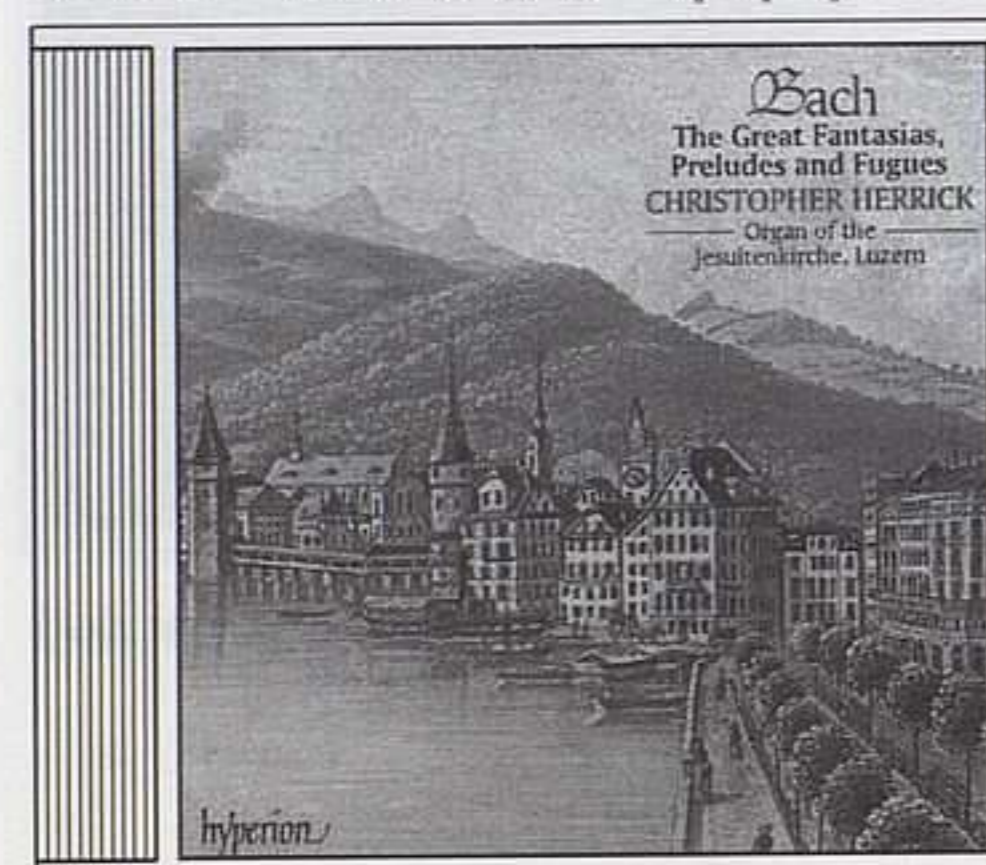 Bach
The Great Fantasias,
Preludes and Fugues
CHRISTOPHER HERRICK
Organ of the
Jesuitenkirche, Luzern
hyperion